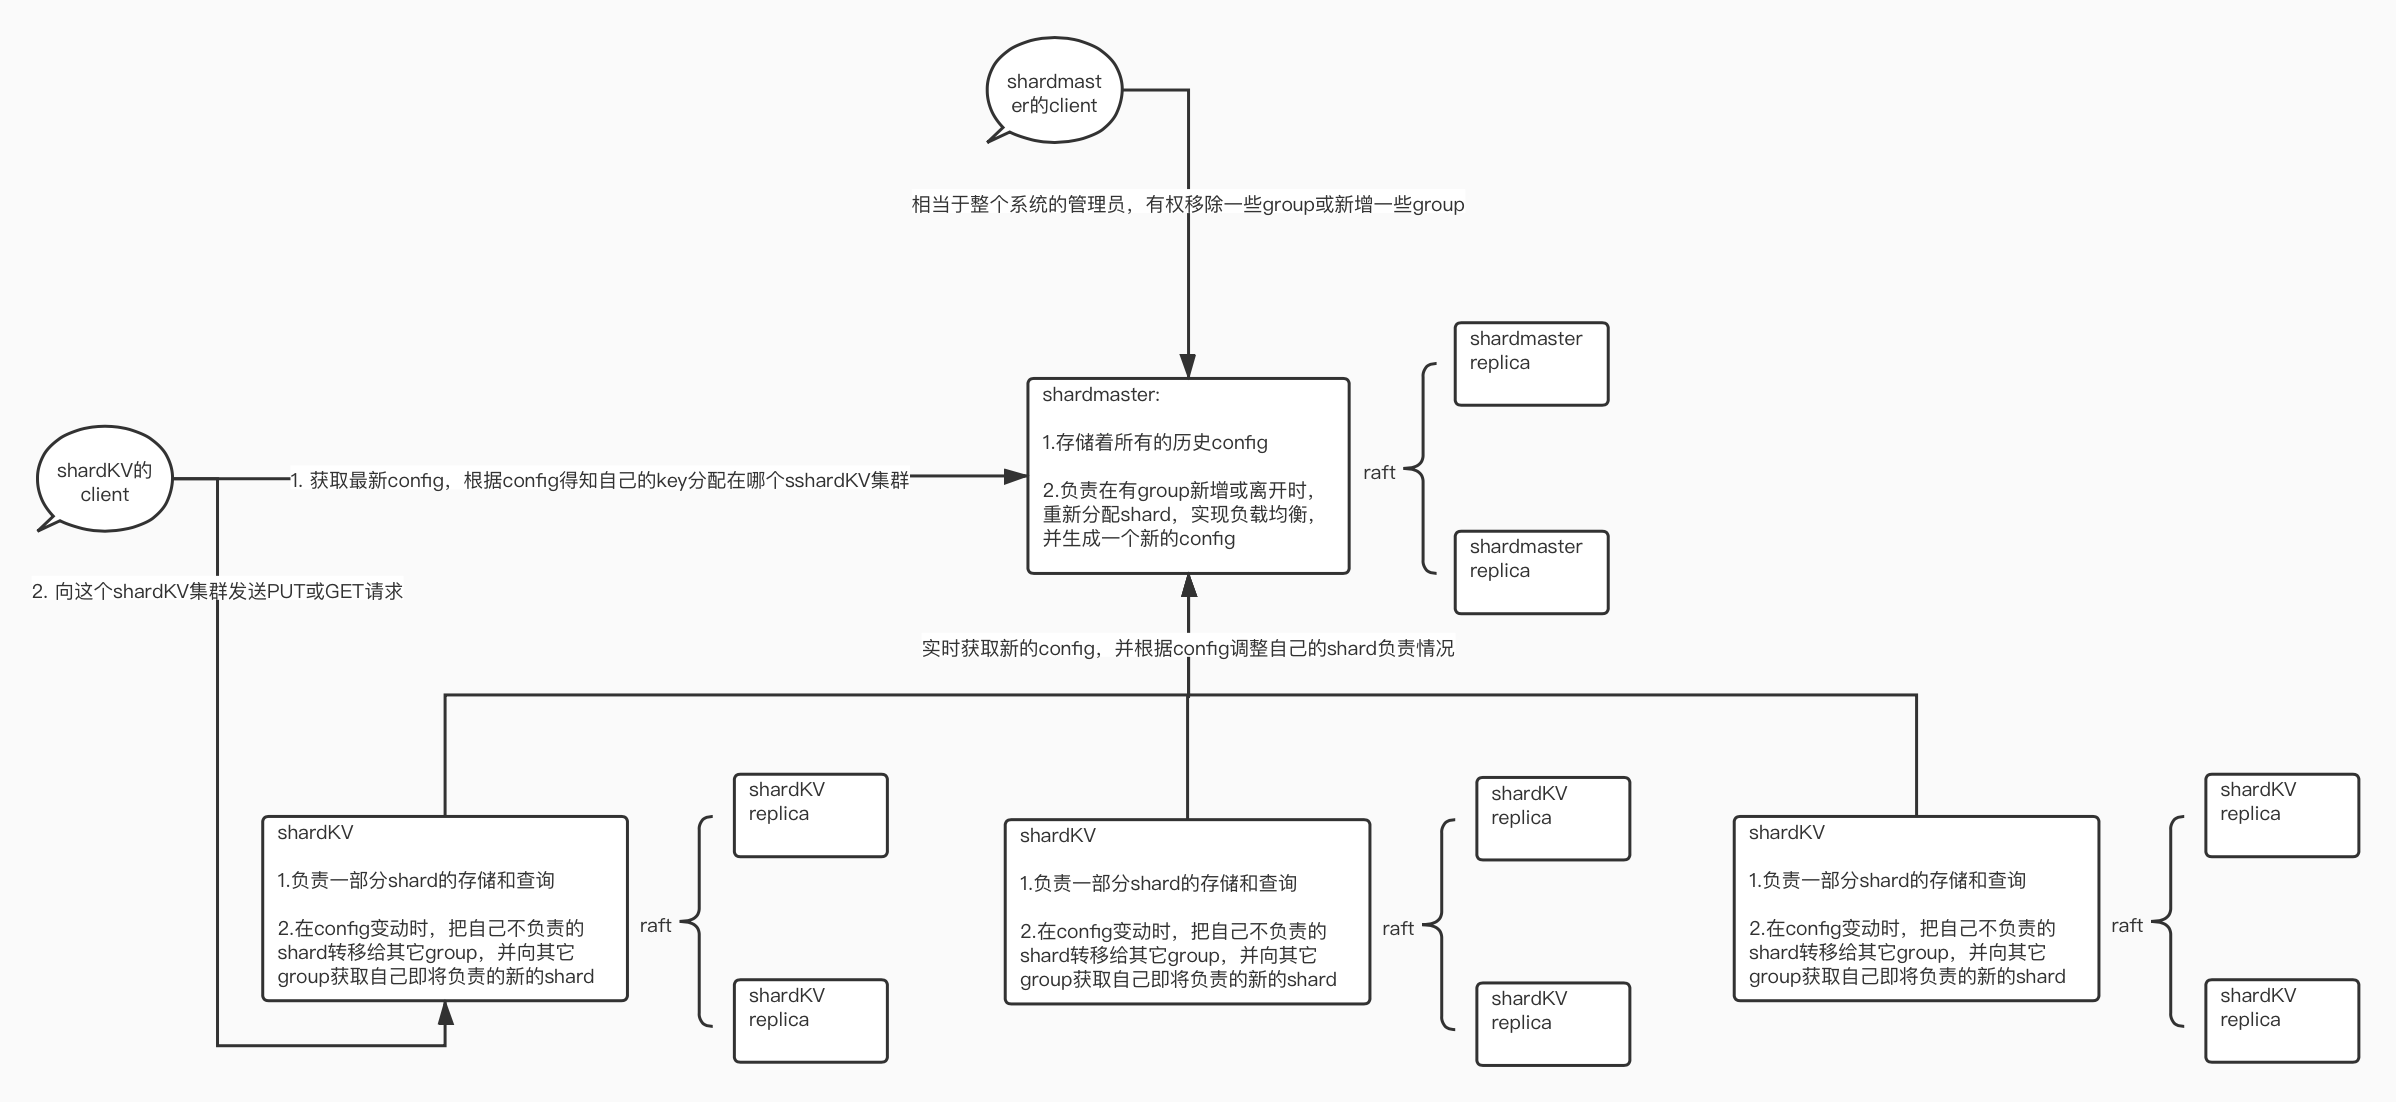 shardmast
er的client
相当于整个系统的管理员，有权移除一些group或新增一些group
shardmaster
replica
shardmaster:
1.存储着所有的历史config
2.负责在有group新增或离开时，
重新分配shard，实现负载均衡，
并生成一个新的config
raft
shardmaster
replica
shardKV的
client
1. 获取最新config，根据config得知自己的key分配在哪个sshardKV集群
2. 向这个shardKV集群发送PUT或GET请求
实时获取新的config，并根据config调整自己的shard负责情况
shardKV
1.负责一部分shard的存储和查询
2.在config变动时，把自己不负责的
shard转移给其它group，并向其它
group获取自己即将负责的新的shard
raft
shardKV
replica
shardKV
replica
shardKV
1.负责一部分shard的存储和查询
2.在config变动时，把自己不负责的
shard转移给其它group，并向其它
group获取自己即将负责的新的shard
raft
shardKV
replica
shardKV
replica
shardKV
1.负责一部分shard的存储和查询
2.在config变动时，把自己不负责的
shard转移给其它group，并向其它
group获取自己即将负责的新的shard
raft
shardKV
replica
shardKV
replica